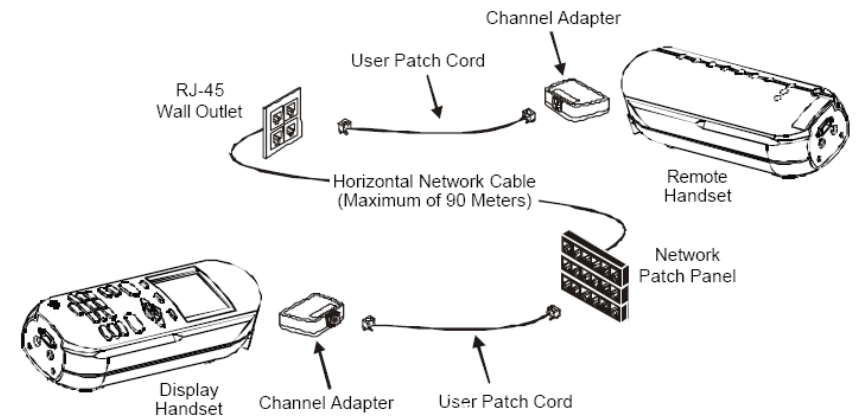 Channel Adapter
User Patch Cord
RJ-45
Wall Outlet
Horizontal Network Cable
(Maximum of 90 Meters)
Remote
Handset
Network
Patch Panel
Display
Handset
Channel Adapter
User Patch Cord